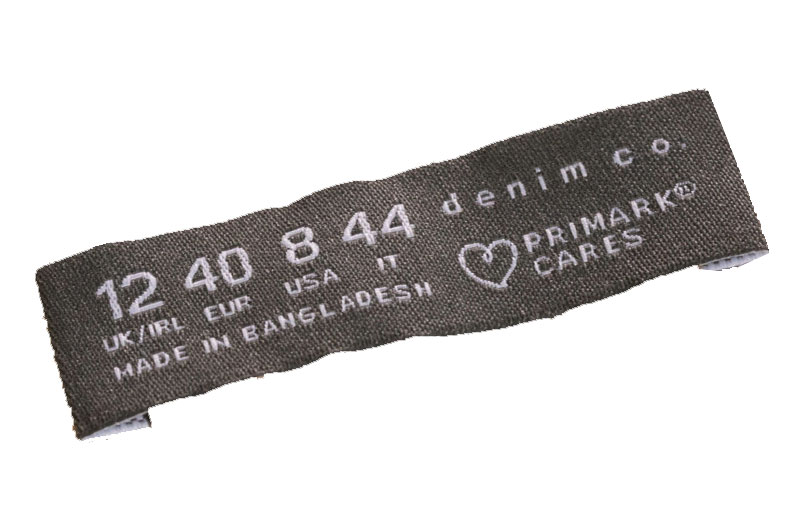 12 40 8 44
UK/IRL EUR USA IT
MADE IN BANGLADESH
denim co.
PRIMARK®
CARES